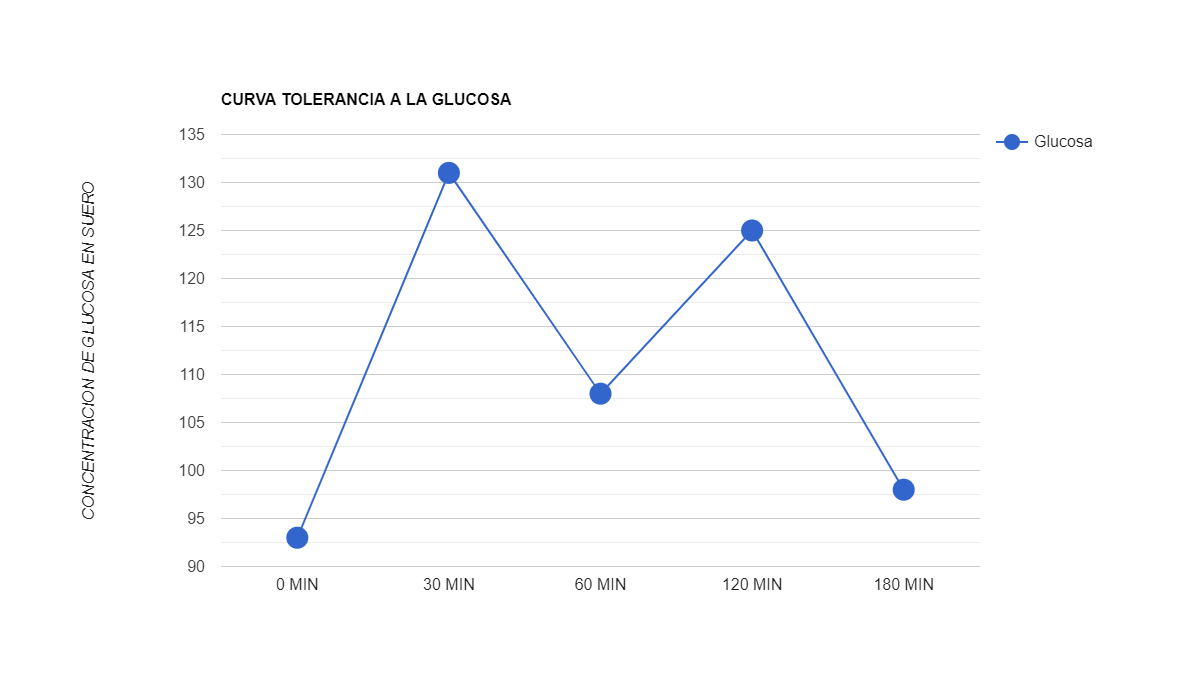 CURVA TOLERANCIA A LA GLUCOSA
Glucosa
CONCENTRACION DE GLUCOSA EN SUERO
135
130
125
120
115
110
105
100
95
90
0 MIN 30 MIN 60 MIN 120 MIN 180 MIN